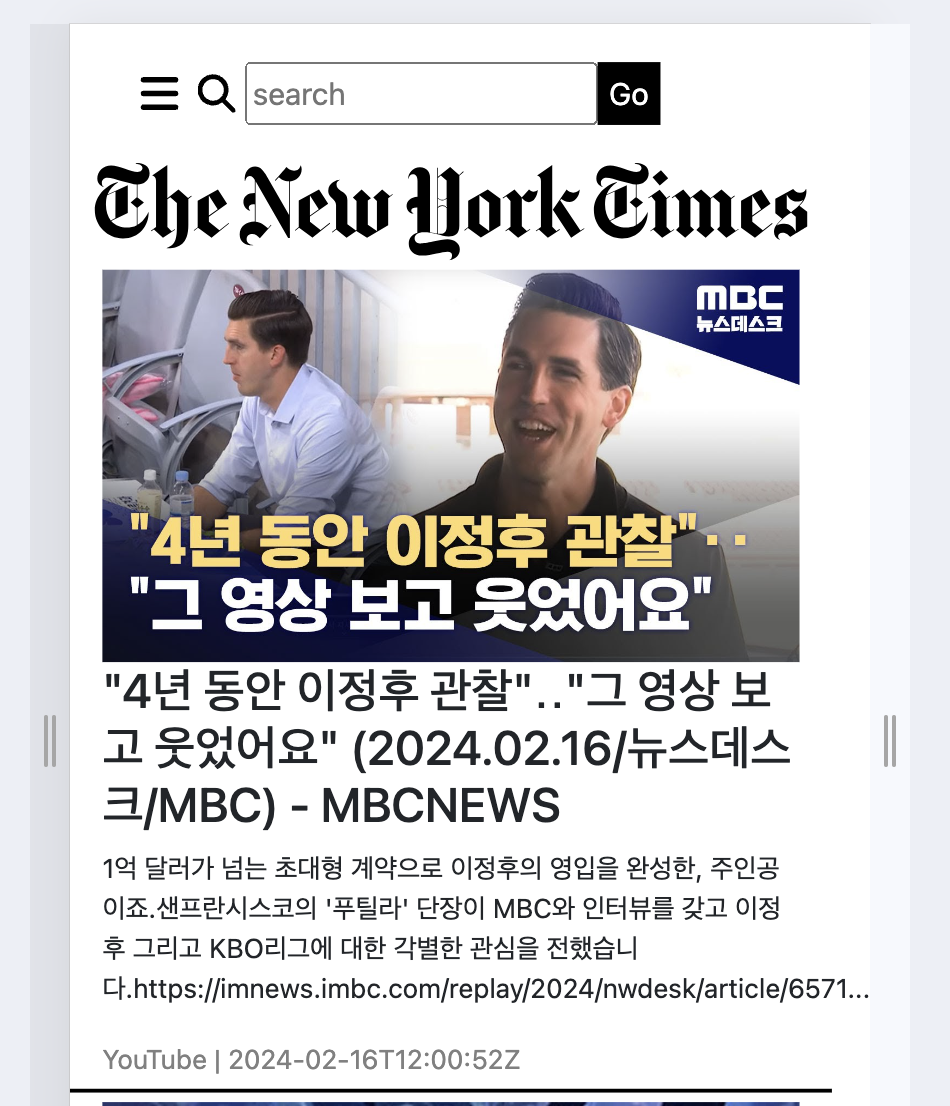 search
Go
The New York Times
MBC
뉴스데스크
"4년 동안 이정후 관찰"··
"그 영상 보고 웃었어요"
"4년 동안 이정후 관찰".."그 영상 보
고 웃었어요" (2024.02.16/뉴스데스
크/MBC) - MBCNEWS
1억 달러가 넘는 초대형 계약으로 이정후의 영입을 완성한, 주인공
이죠.샌프란시스코의 '푸틸라' 단장이 MBC와 인터뷰를 갖고 이정
후 그리고 KBO리그에 대한 각별한 관심을 전했습니
다.https://imnews.imbc.com/replay/2024/nwdesk/article/6571...
YouTube | 2024-02-16T12:00:52Z